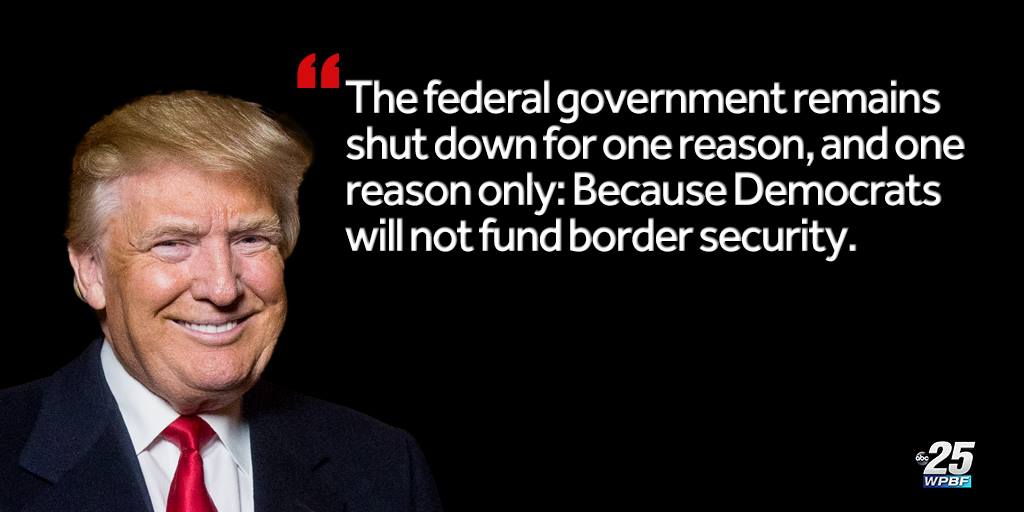 “
The federal government remains
shut down for one reason, and one
reason only: Because Democrats
will not fund border security.
abc 25
WPBF